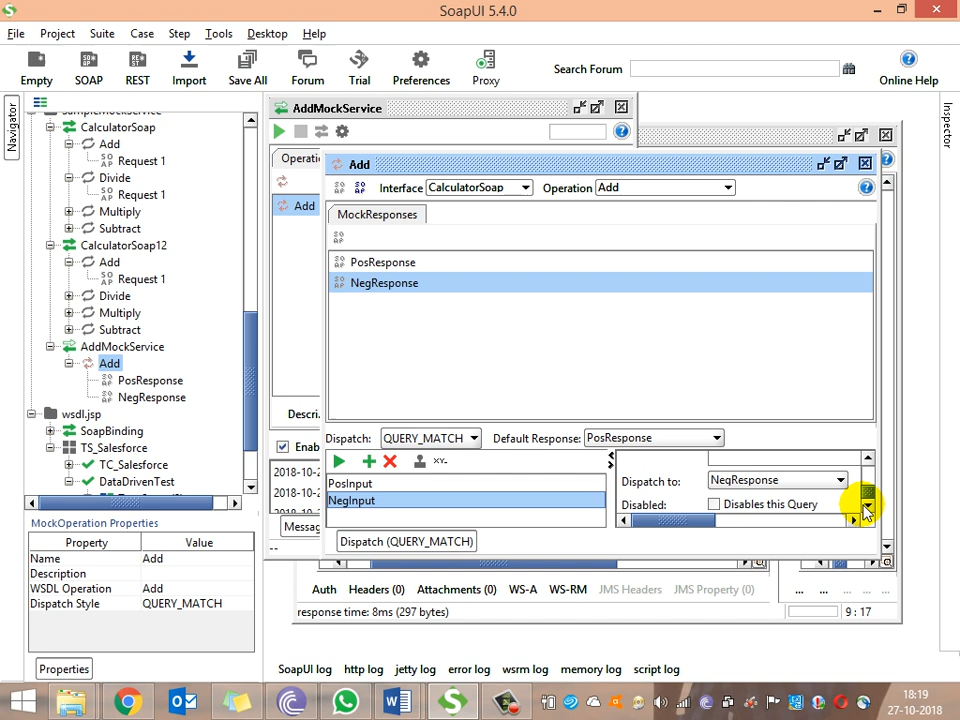 SoapUI 5.4.0
File Project Suite Case Step Tools Desktop Help
Empty SOAP REST Import Save All Forum Trial Preferences Proxy Search Forum Online Help
Navigator
Inspector
CalculatorSoap
Add
Request 1
Divide
Request 1
Multiply
Subtract
CalculatorSoap12
Add
Request 1
Divide
Multiply
Subtract
AddMockService
Add
PosResponse
NegResponse
wsdl.jsp
SoapBinding
TS_Salesforce
TC_Salesforce
DataDrivenTest
MockOperation Properties
Property Value
Name Add
Description
WSDL Operation Add
Dispatch Style QUERY_MATCH
Properties
AddMockService
Operati
Add
Descri.
Enab
2018-10-2
2018-10-2
Messag
--
Add
Interface CalculatorSoap Operation Add
MockResponses
PosResponse
NegResponse
Dispatch: QUERY_MATCH Default Response: PosResponse
XY-
PosInput
NegInput
Dispatch to: NegResponse
Disabled: Disables this Query
Dispatch (QUERY_MATCH)
Auth Headers (0) Attachments (0) WS-A WS-RM JMS Headers JMS Property (0)
response time: 8ms (297 bytes)
... ... ... ...
9 : 17
SoapUI log http log jetty log error log wsrm log memory log script log
18:19
27-10-2018